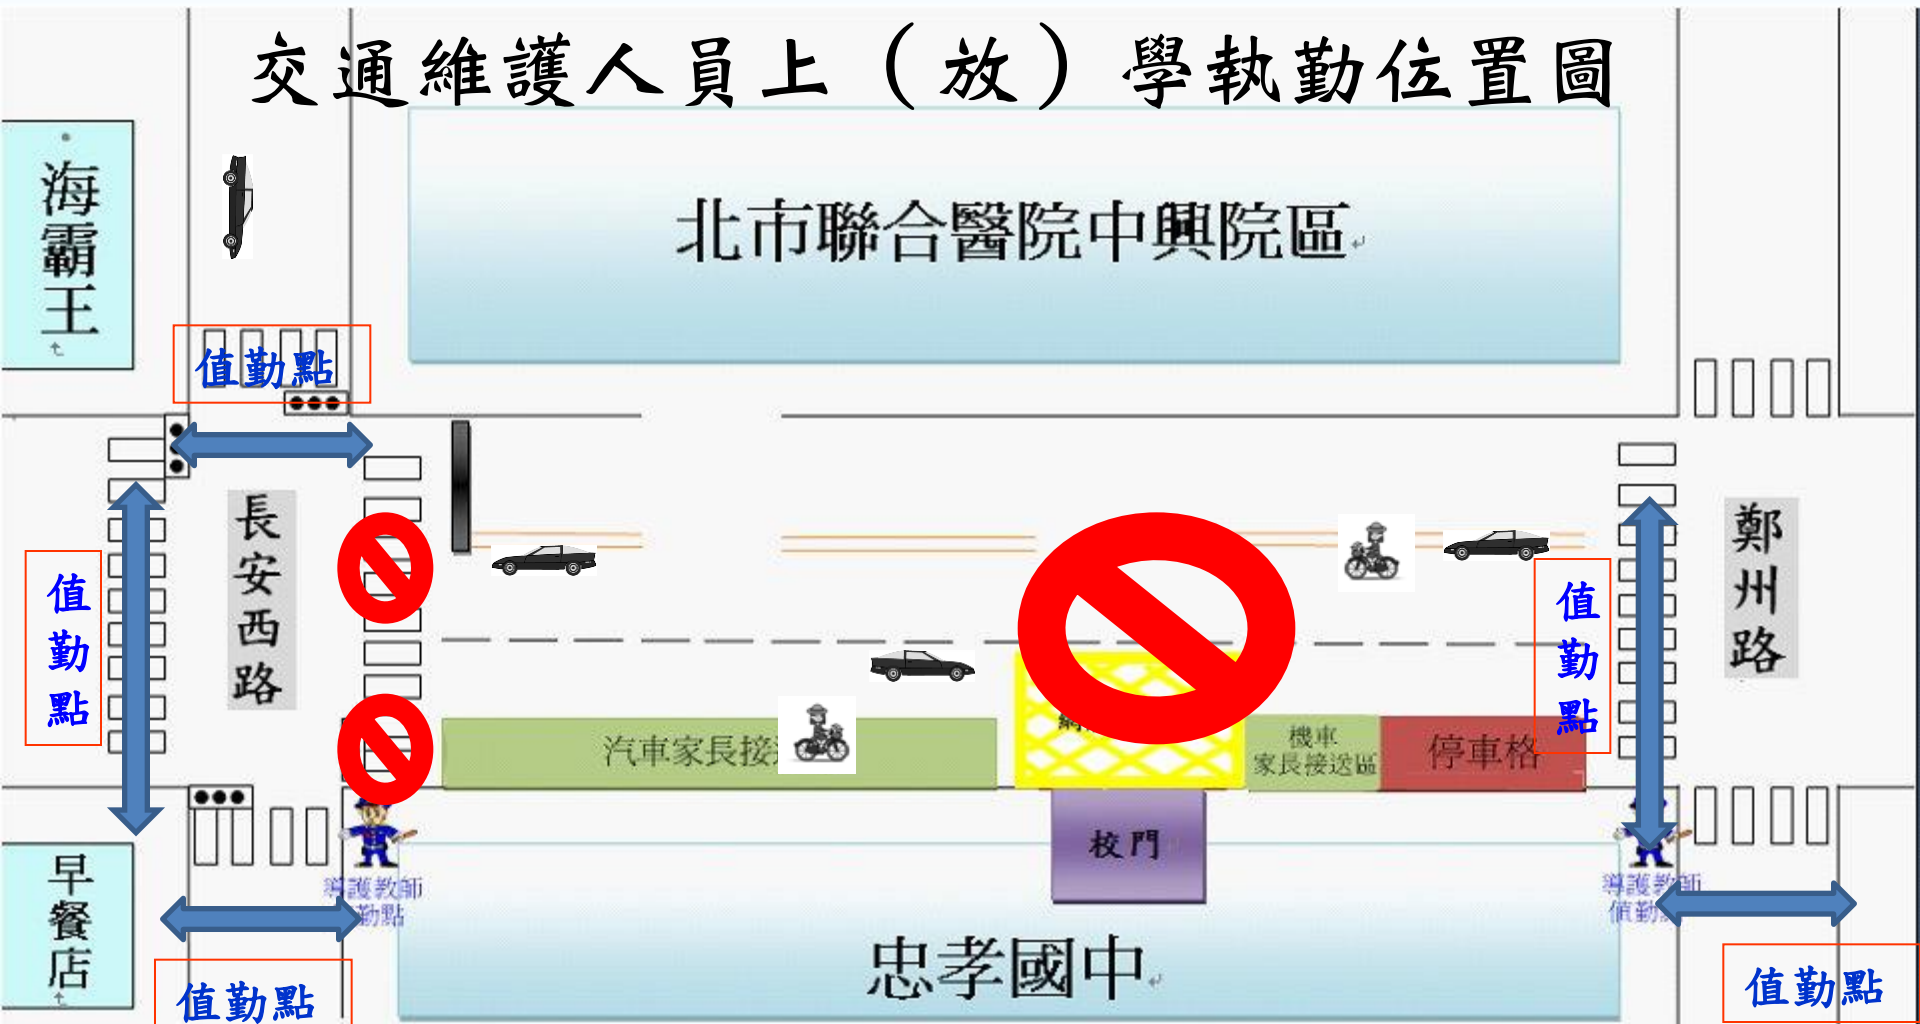 交通維護人員上（放）學執勤位置圖
海霸王
北市聯合醫院中興院區
值勤點
長安西路
鄭州路
值勤點
值勤點
汽車家長接
機車
家長接送區
停車格
校門
早餐店
導護教師
勤點
導護教師
值勤
忠孝國中
值勤點
值勤點